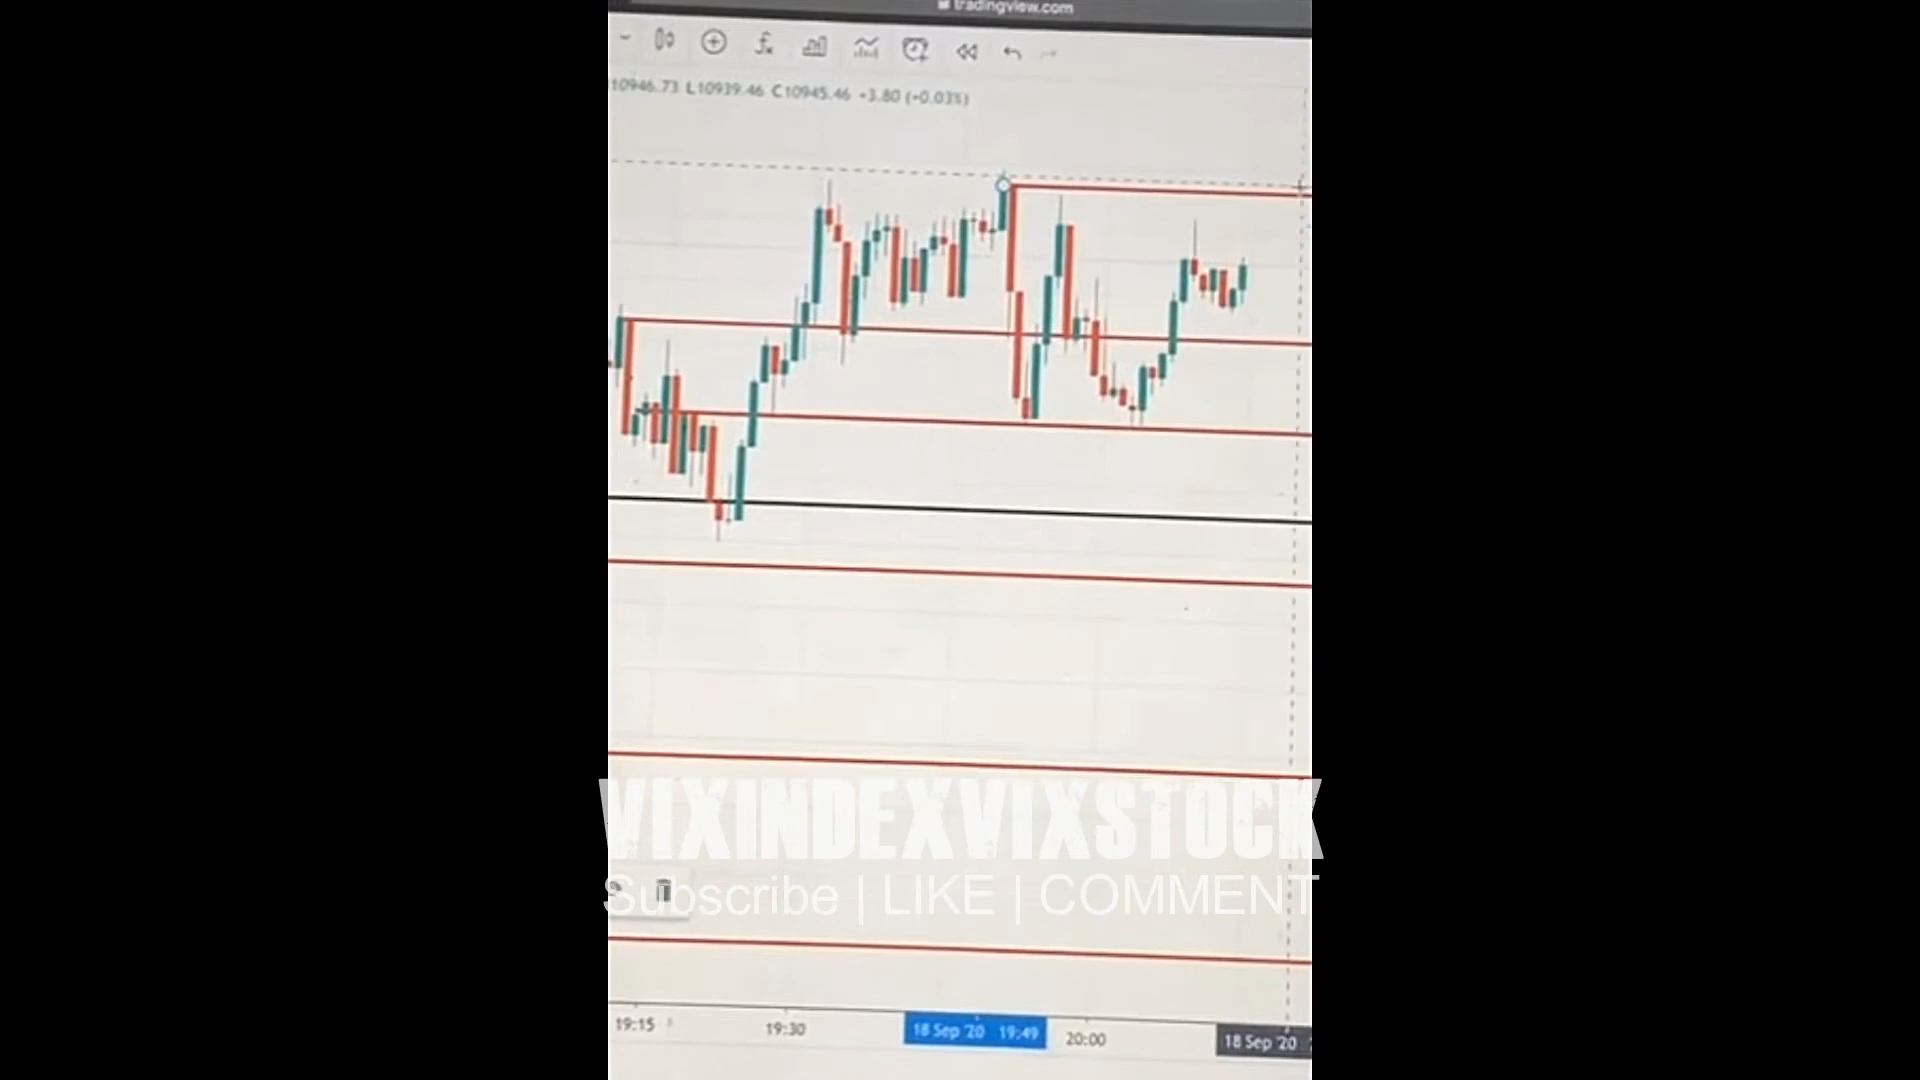 tradingview.com
10946.73 L10939.46 C10945.46 +3.80 (+0.03%)
VIXINDEXVIXSTOCK
Subscribe | LIKE | COMMENT
19:15 19:30 18 Sep '20 19:49 20:00 18 Sep '20